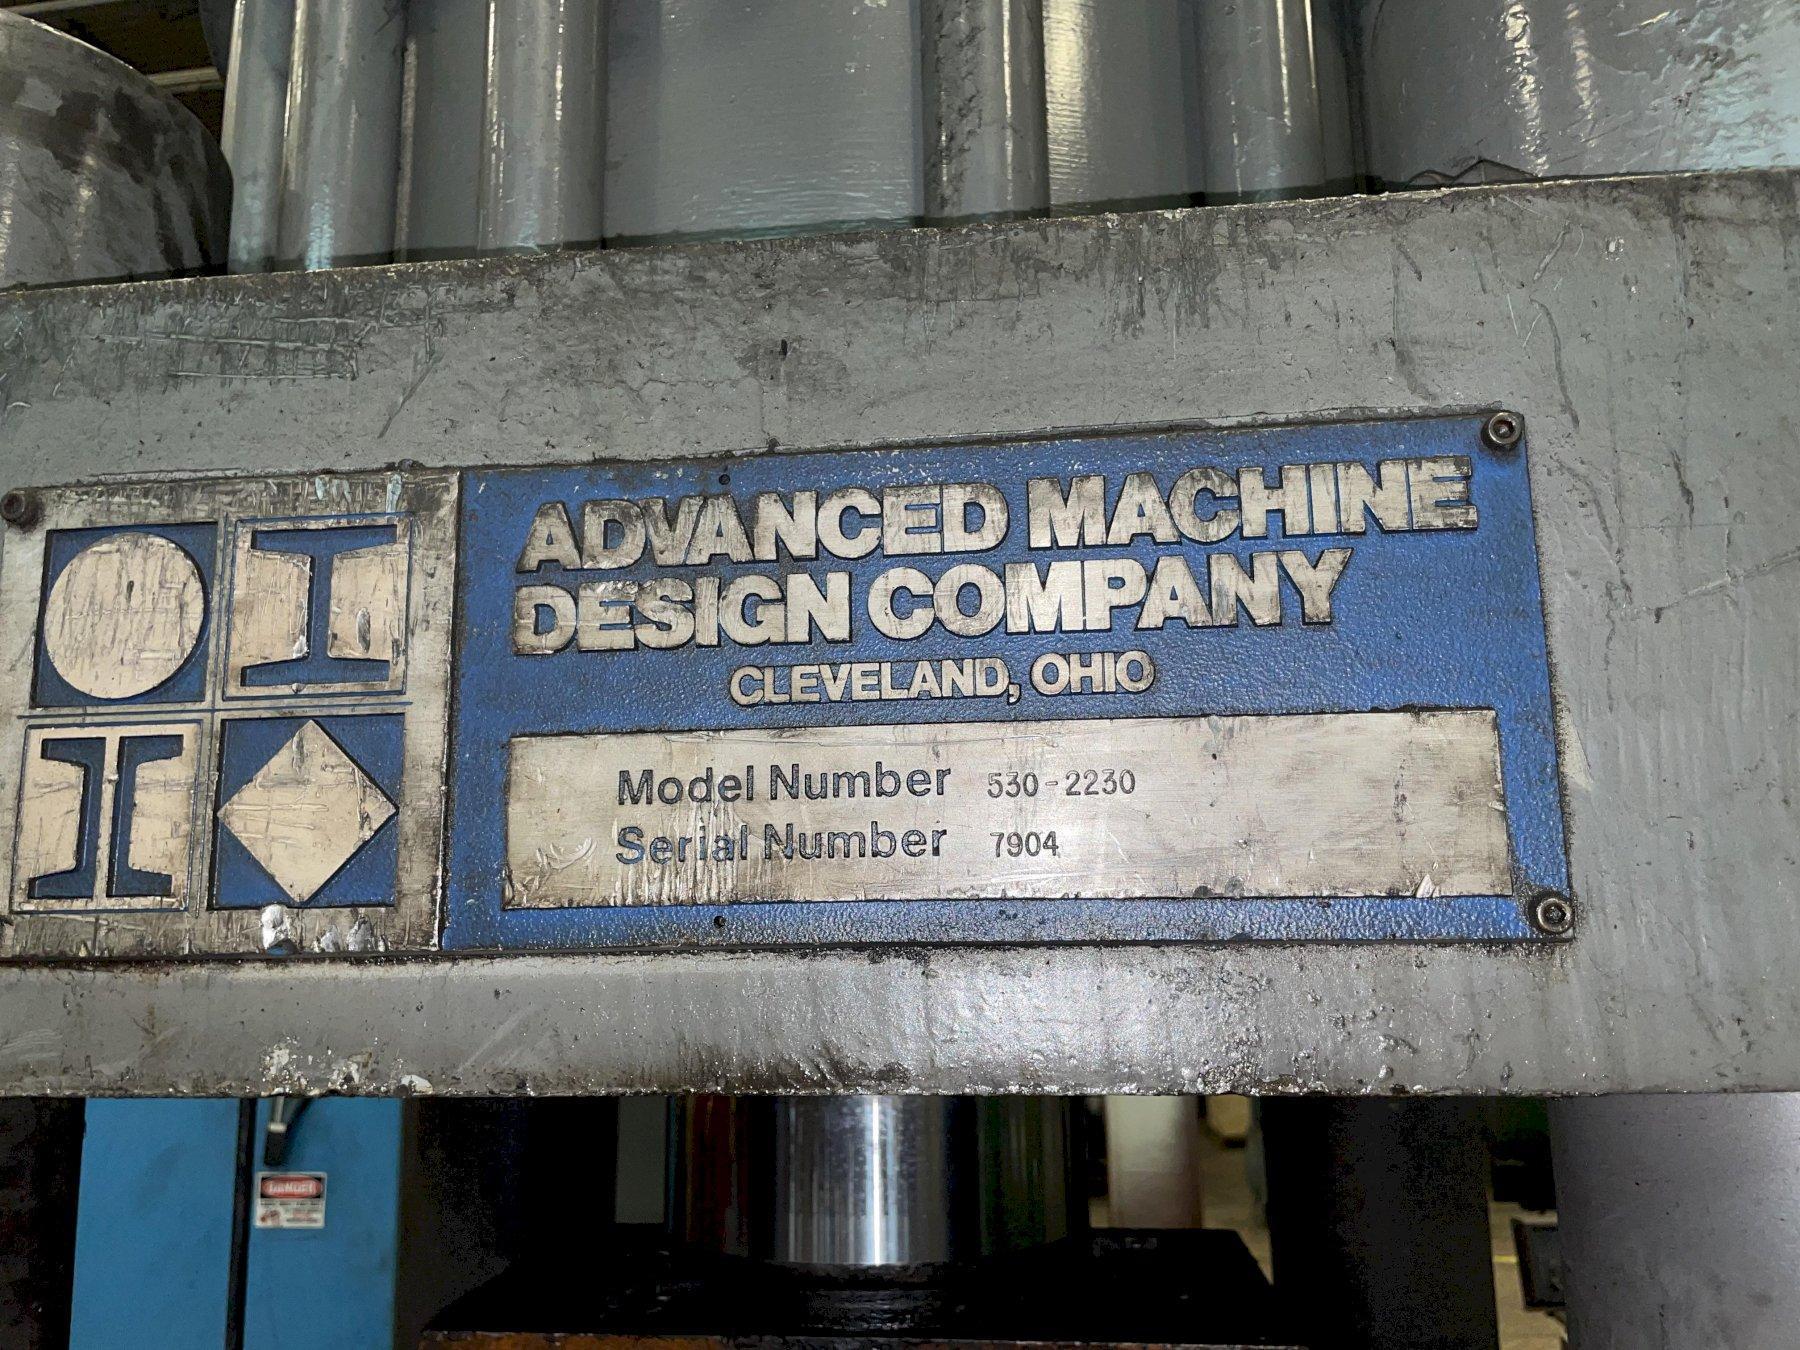 ADVANCED MACHINE
DESIGN COMPANY
CLEVELAND, OHIO
Model Number 530-2230
Serial Number 7904
DANGER